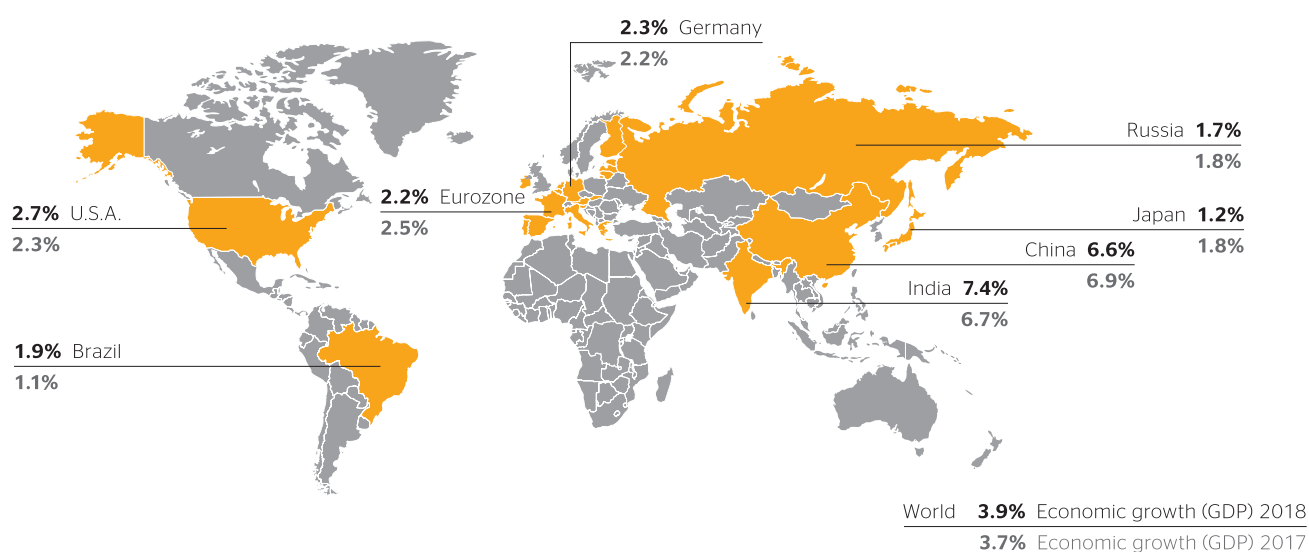 2.3% Germany
2.2%
Russia 1.7%
1.8%
2.2% Eurozone
2.5%
2.7% U.S.A.
2.3%
Japan 1.2%
1.8%
China 6.6%
6.9%
India 7.4%
6.7%
1.9% Brazil
1.1%
World 3.9% Economic growth (GDP) 2018
3.7% Economic growth (GDP) 2017